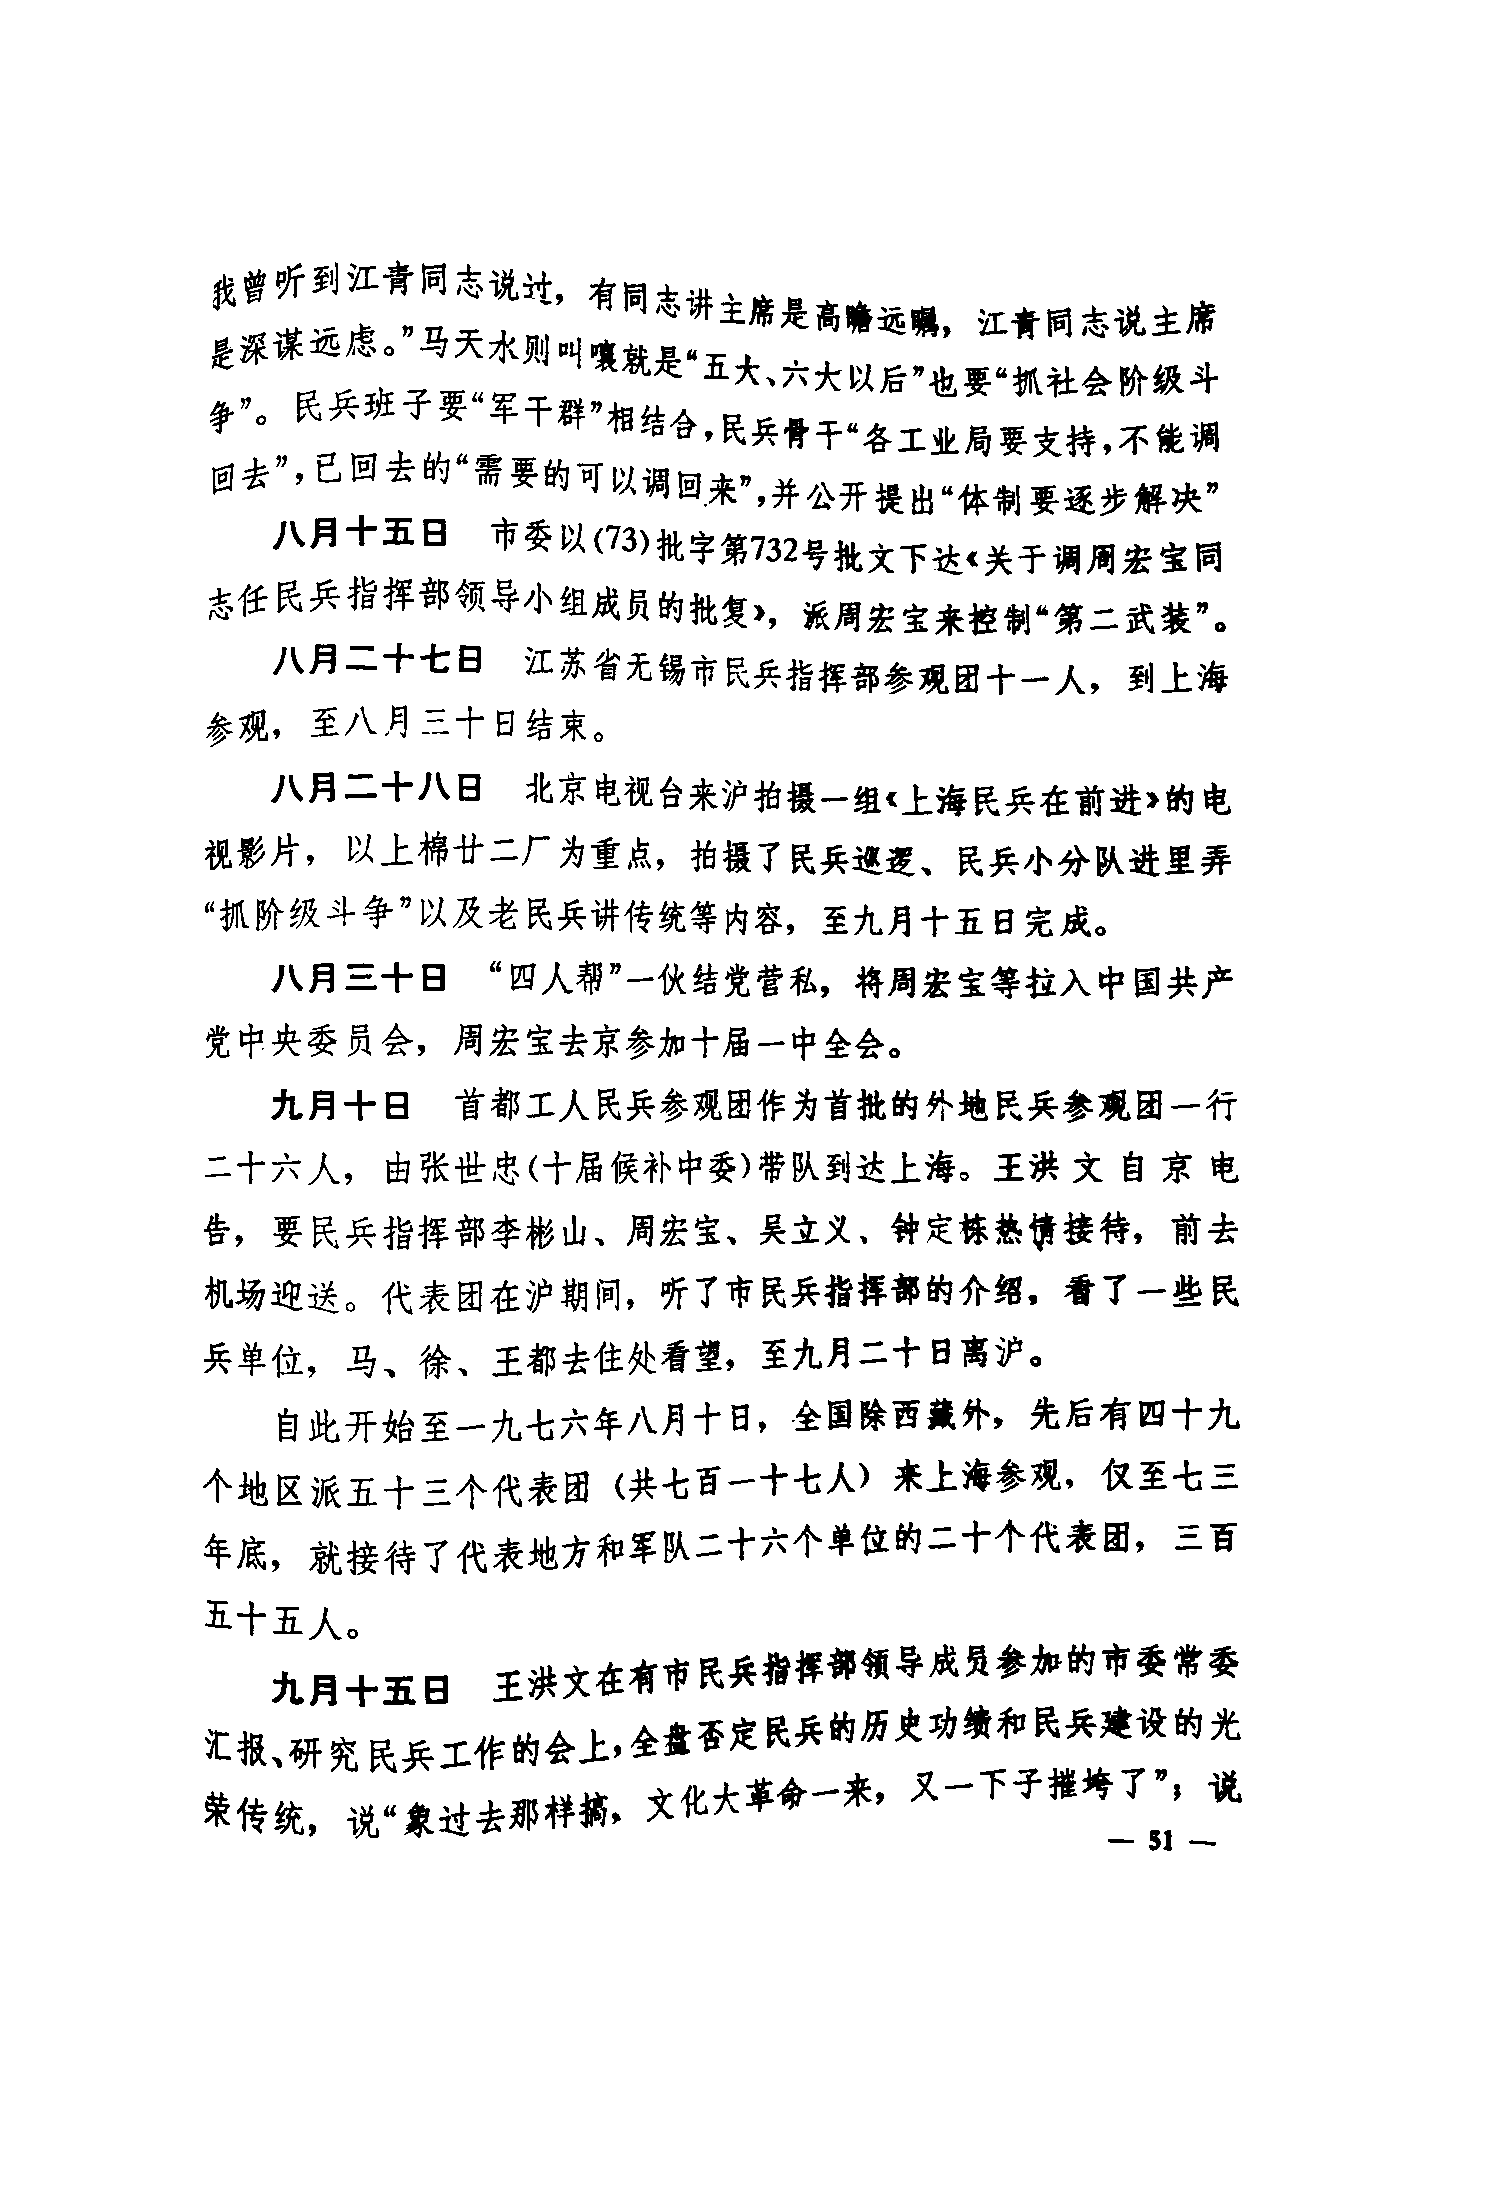 我曾听到江青同志说过，有同志讲主席是高瞻远瞩，江青同志说主席
是深谋远虑。”马天水则叫嚷就是“五大、六大以后”也要“抓社会阶级斗
争”。民兵班子要“军干群”相结合，民兵骨干“各工业局要支持，不能调
回去”，已回去的“需要的可以调回来”，并公开提出“体制要逐步解决”
八月十五日　市委以(73)批字第732号批文下达《关于调周宏宝同
志任民兵指挥部领导小组成员的批复》，派周宏宝来控制“第二武装”。
八月二十七日　江苏省无锡市民兵指挥部参观团十一人，到上海
参观，至八月三十日结束。
八月二十八日　北京电视台来沪拍摄一组《上海民兵在前进》的电
视影片，以上棉廿二厂为重点，拍摄了民兵巡逻、民兵小分队进里弄
“抓阶级斗争”以及老民兵讲传统等内容，至九月十五日完成。
八月三十日　“四人帮”一伙结党营私，将周宏宝等拉入中国共产
党中央委员会，周宏宝去京参加十届一中全会。
九月十日　首都工人民兵参观团作为首批的外地民兵参观团一行
二十六人，由张世忠(十届候补中委)带队到达上海。王洪文自京电
告，要民兵指挥部李彬山、周宏宝、吴立义、钟定栋热情接待，前去
机场迎送。代表团在沪期间，听了市民兵指挥部的介绍，看了一些民
兵单位，马、徐、王都去住处看望，至九月二十日离沪。
自此开始至一九七六年八月十日，全国除西藏外，先后有四十九
个地区派五十三个代表团（共七百一十七人）来上海参观，仅至七三
年底，就接待了代表地方和军队二十六个单位的二十个代表团，三百
五十五人。
九月十五日　王洪文在有市民兵指挥部领导成员参加的市委常委
汇报、研究民兵工作的会上，全盘否定民兵的历史功绩和民兵建设的光
荣传统，说“象过去那样搞，文化大革命一来，又一下子摧垮了”；说
— 51 —